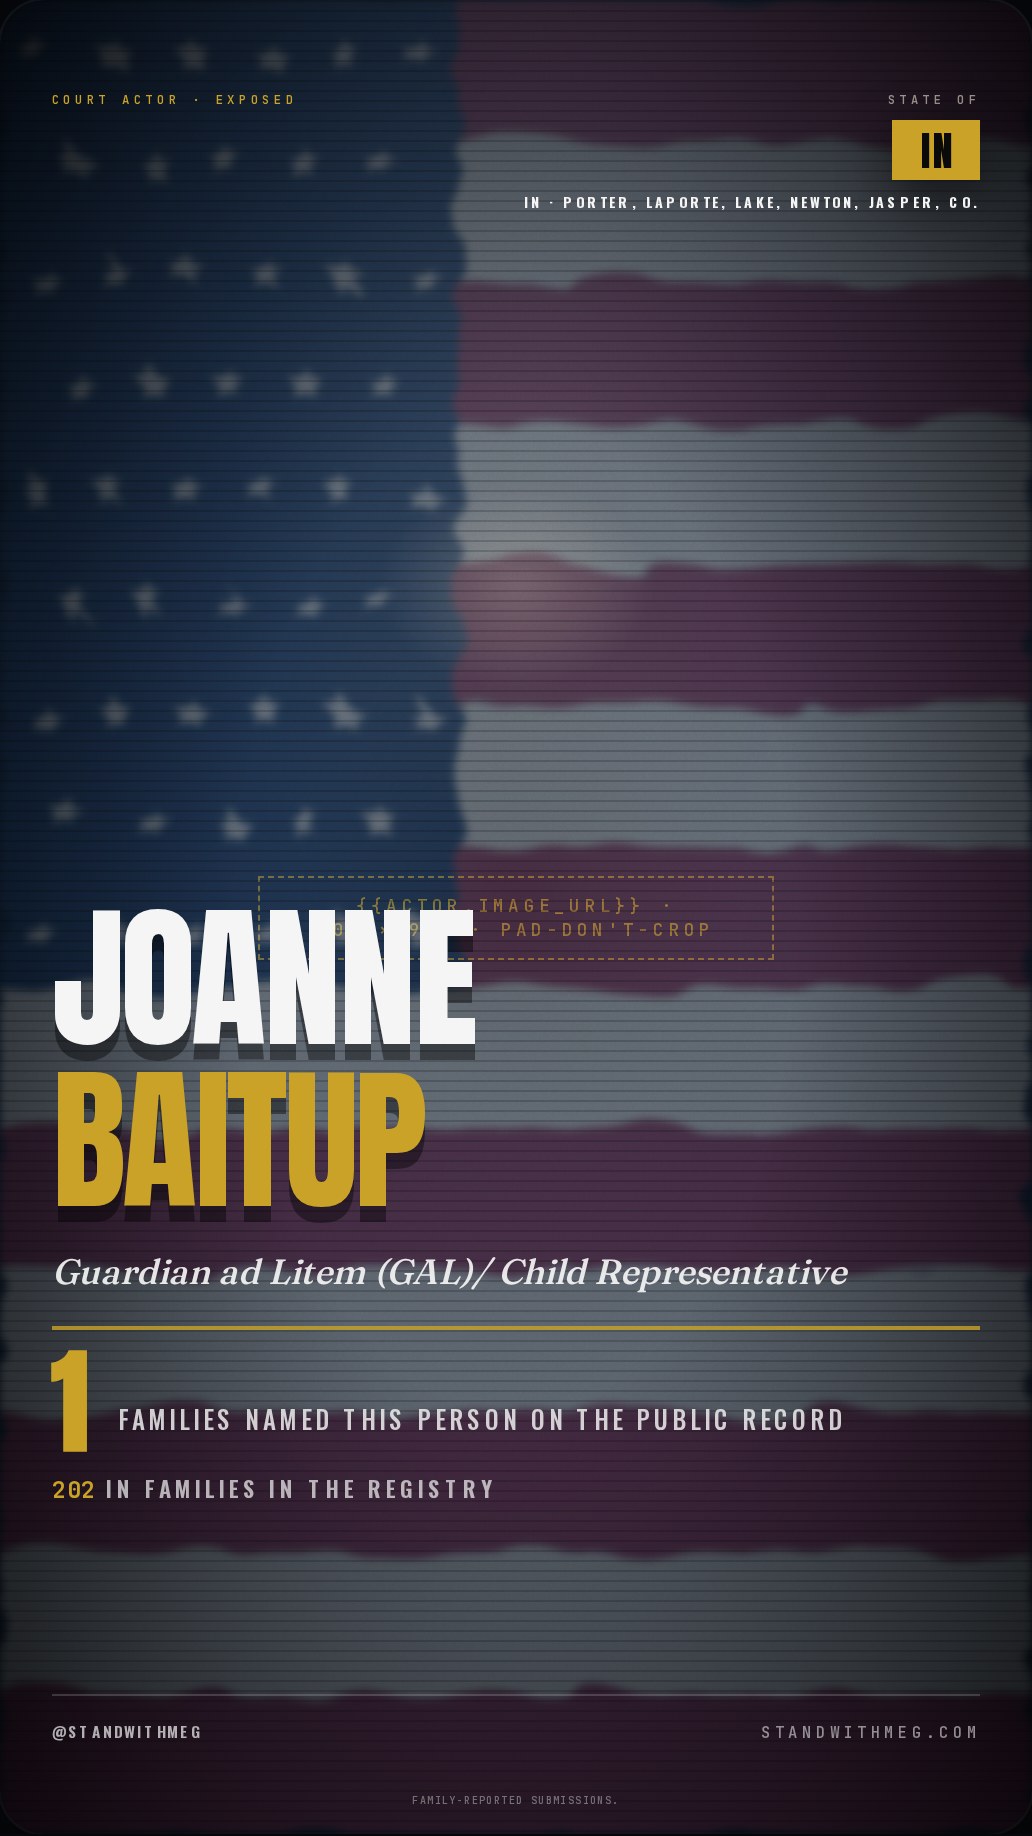 COURT ACTOR · EXPOSED
STATE OF
IN
IN · PORTER, LAPORTE, LAKE, NEWTON, JASPER, CO.
{{ACTOR_IMAGE_URL}} ·
· PAD-DON'T-CROP
JOANNE
BAITUP
Guardian ad Litem (GAL)/ Child Representative
1 FAMILIES NAMED THIS PERSON ON THE PUBLIC RECORD
202 IN FAMILIES IN THE REGISTRY
@STANDWITHMEG
STANDWITHMEG.COM
FAMILY-REPORTED SUBMISSIONS.